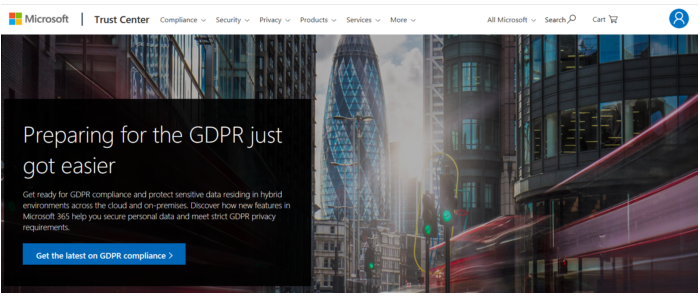 Microsoft | Trust Center Compliance Security Privacy Products Services More All Microsoft Search Cart
Preparing for the GDPR just
got easier
Get ready for GDPR compliance and protect sensitive data residing in hybrid
environments across the cloud and on-premises. Discover how new features in
Microsoft 365 help you secure personal data and meet strict GDPR privacy
requirements.
Get the latest on GDPR compliance >